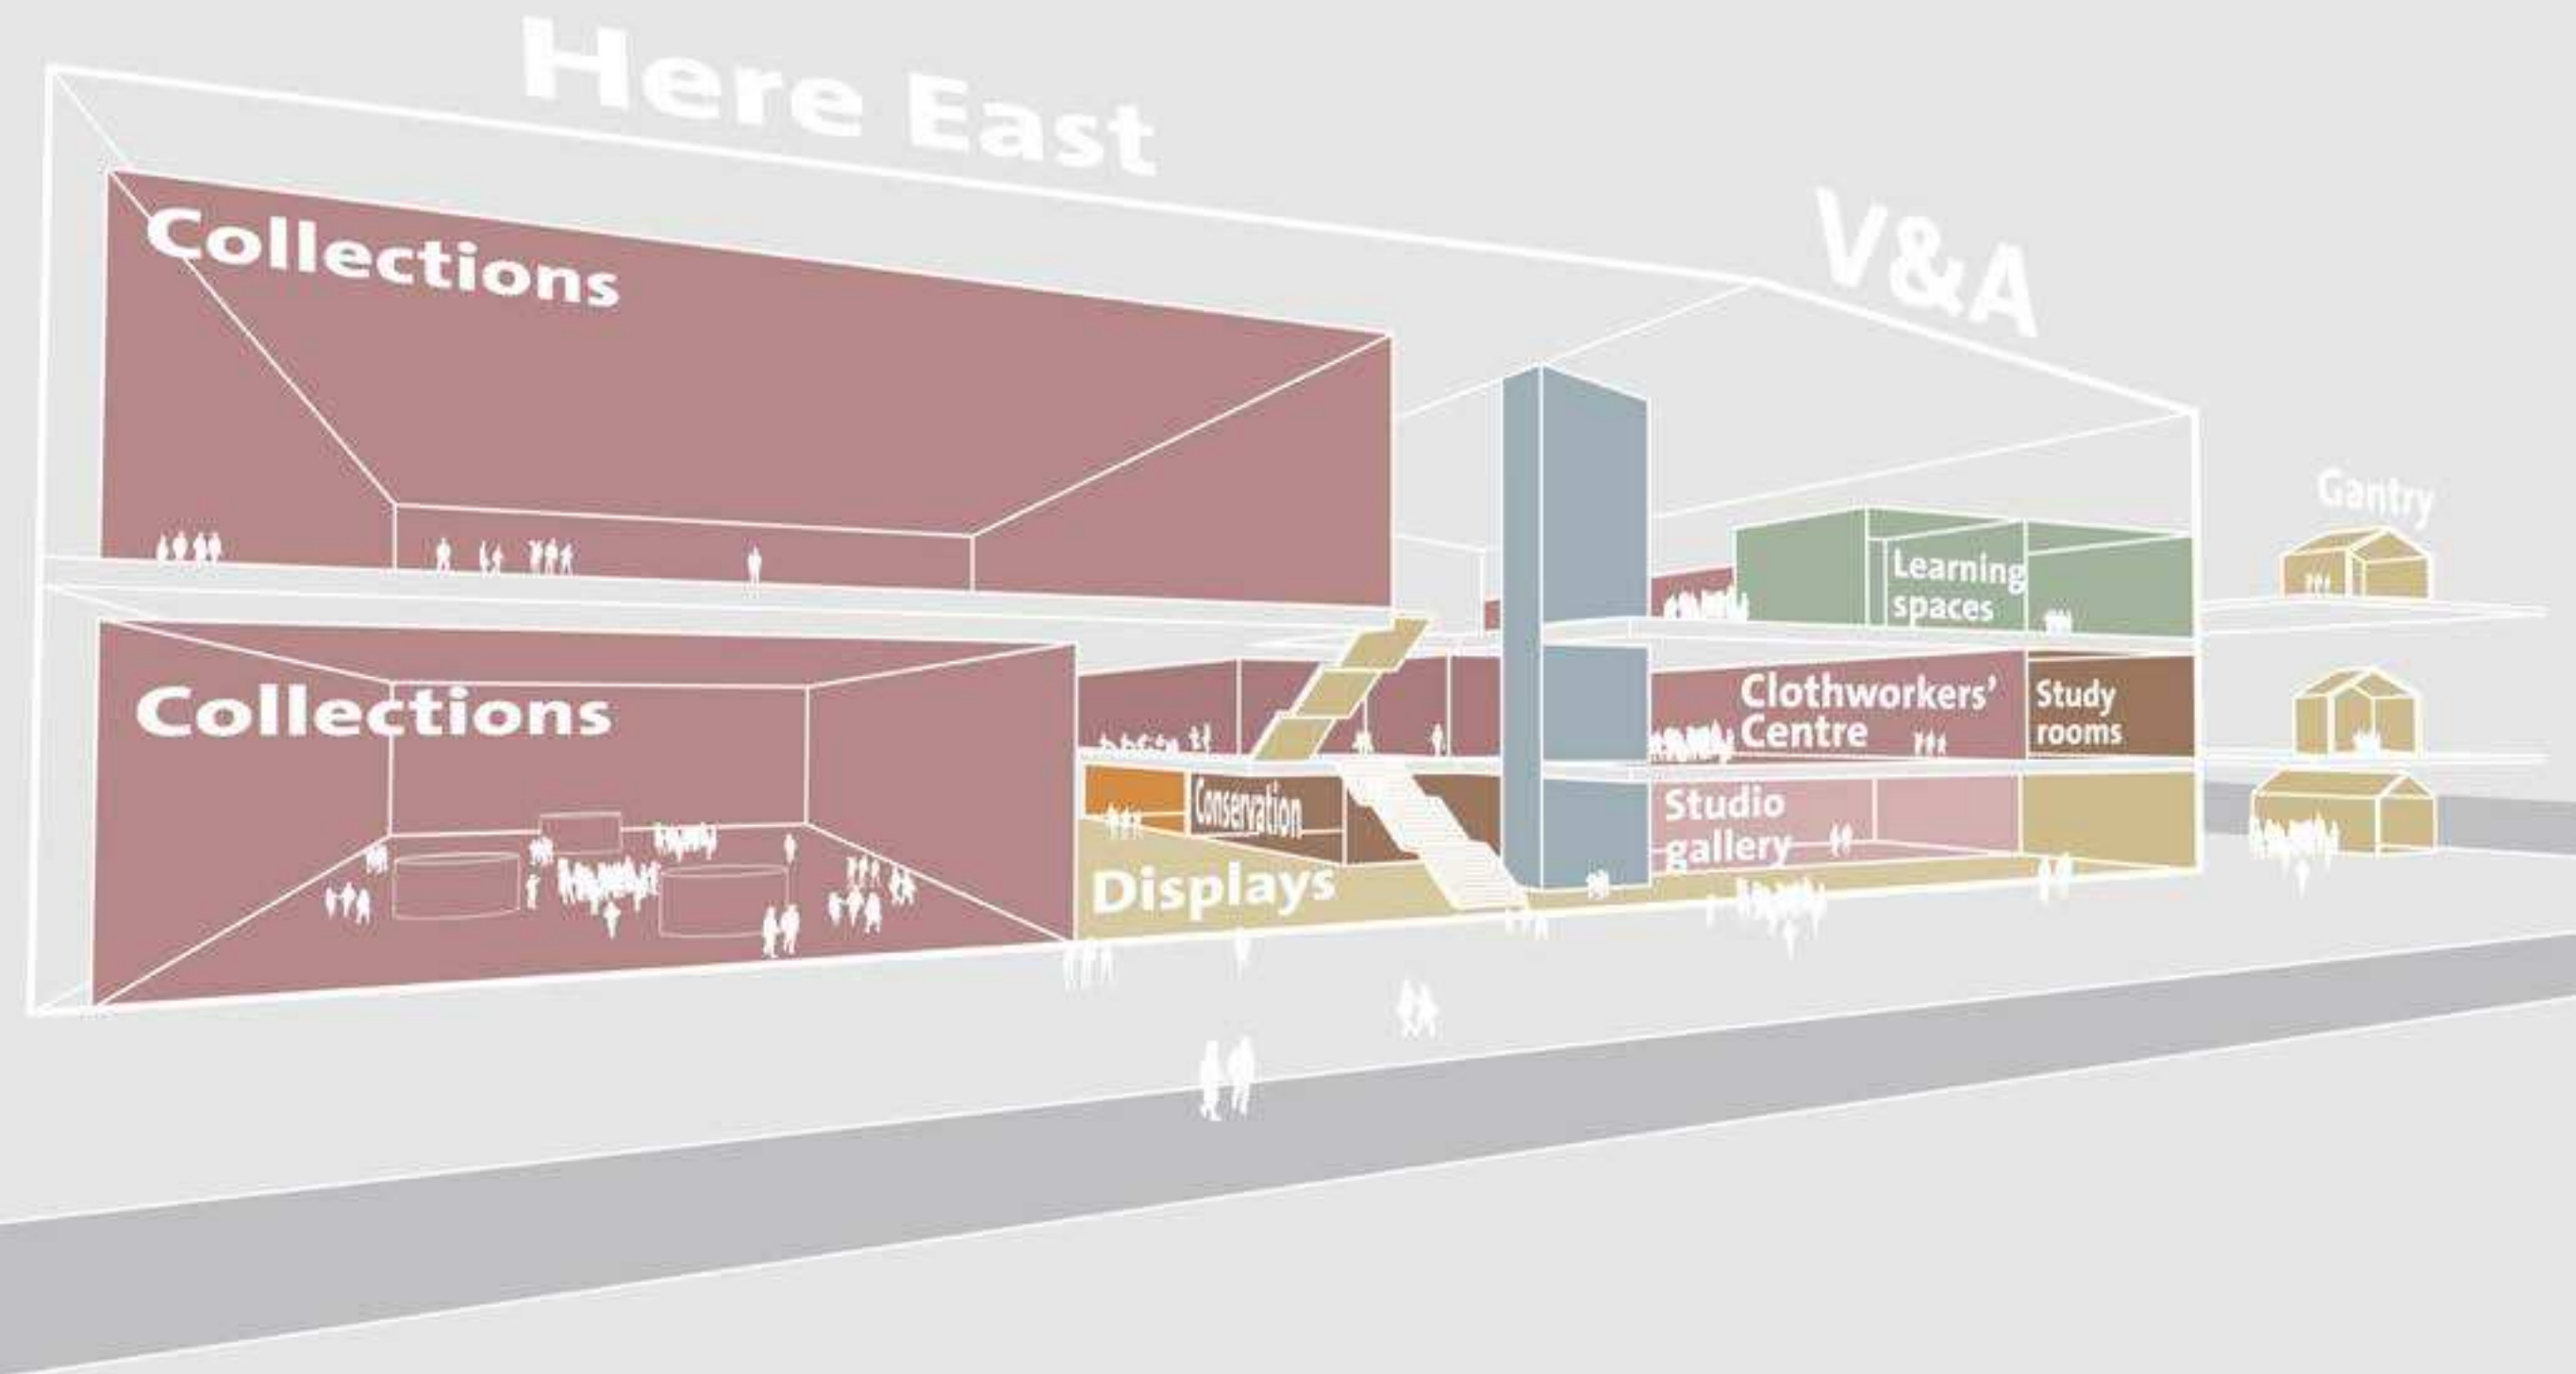 Here East
V&A
Collections
Gantry
Learning
spaces
Collections
Clothworkers’
Centre
Study
rooms
Conservation
Studio
gallery
Displays